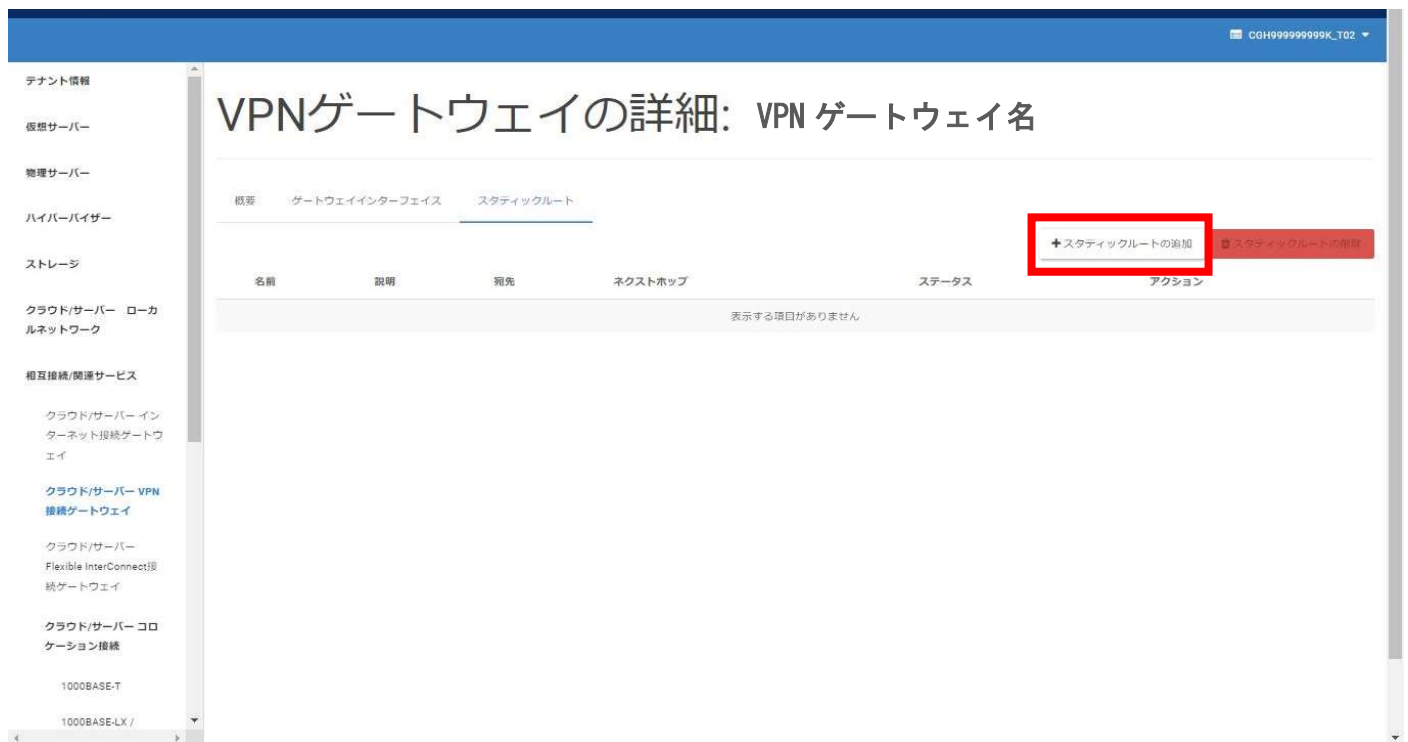 CGH999999999K_T02
テナント情報
仮想サーバー
物理サーバー
ハイパーバイザー
ストレージ
クラウド/サーバー ローカ
ルネットワーク
相互接続/関連サービス
クラウド/サーバー イン
ターネット接続ゲートウ
ェイ
クラウド/サーバー VPN
接続ゲートウェイ
クラウド/サーバー
Flexible InterConnect接
続ゲートウェイ
クラウド/サーバー コロ
ケーション接続
1000BASE-T
1000BASE-LX /
VPNゲートウェイの詳細: VPN ゲートウェイ名
概要 ゲートウェイインターフェイス スタティックルート
+スタティックルートの追加 スタティックルートの削除
名前 説明 宛先 ネクストホップ ステータス アクション
表示する項目がありません